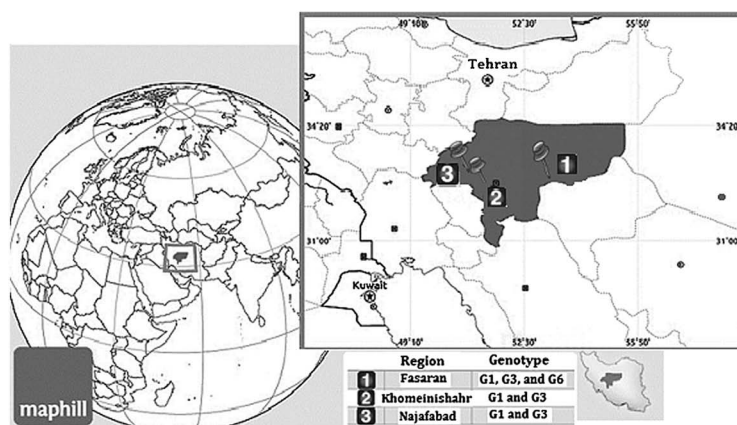 49°10' 52°30' 55°50'
Tehran
34°20' 34°20'
1
3
2
31°00' 31°00'
Kuwait
49°10' 52°30' 55°50'
maphill
Region Genotype
1 Fasaran G1, G3, and G6
2 Khomeinishahr G1 and G3
3 Najafabad G1 and G3